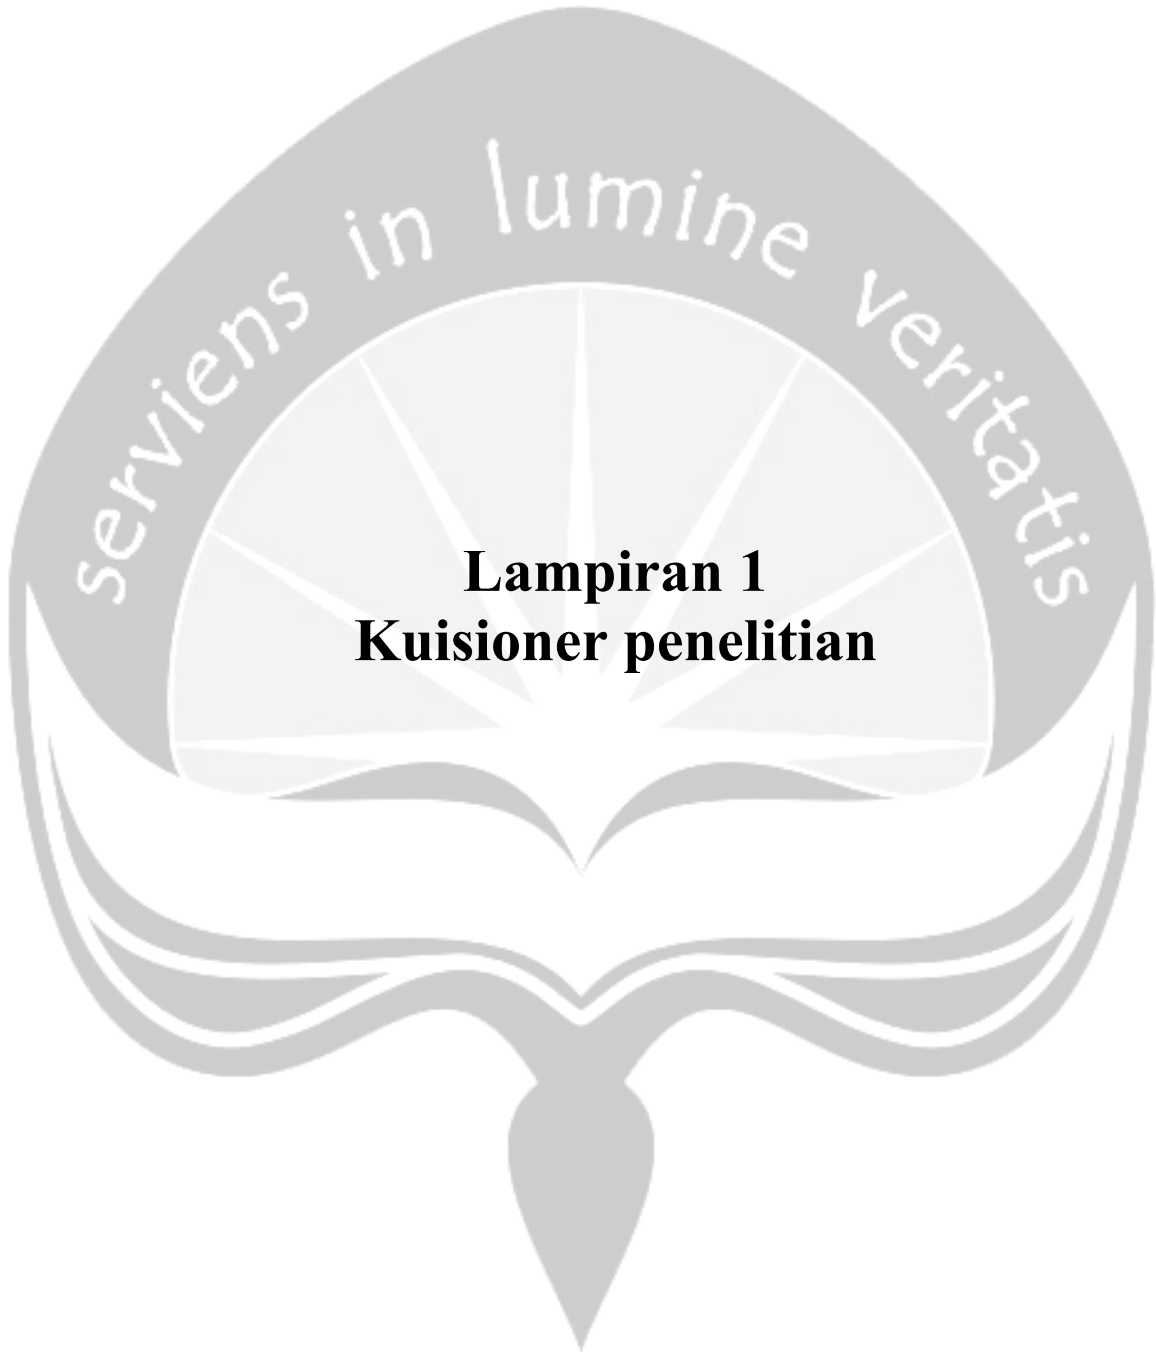 serviens in lumine veritatis
Lampiran 1
Kuisioner penelitian